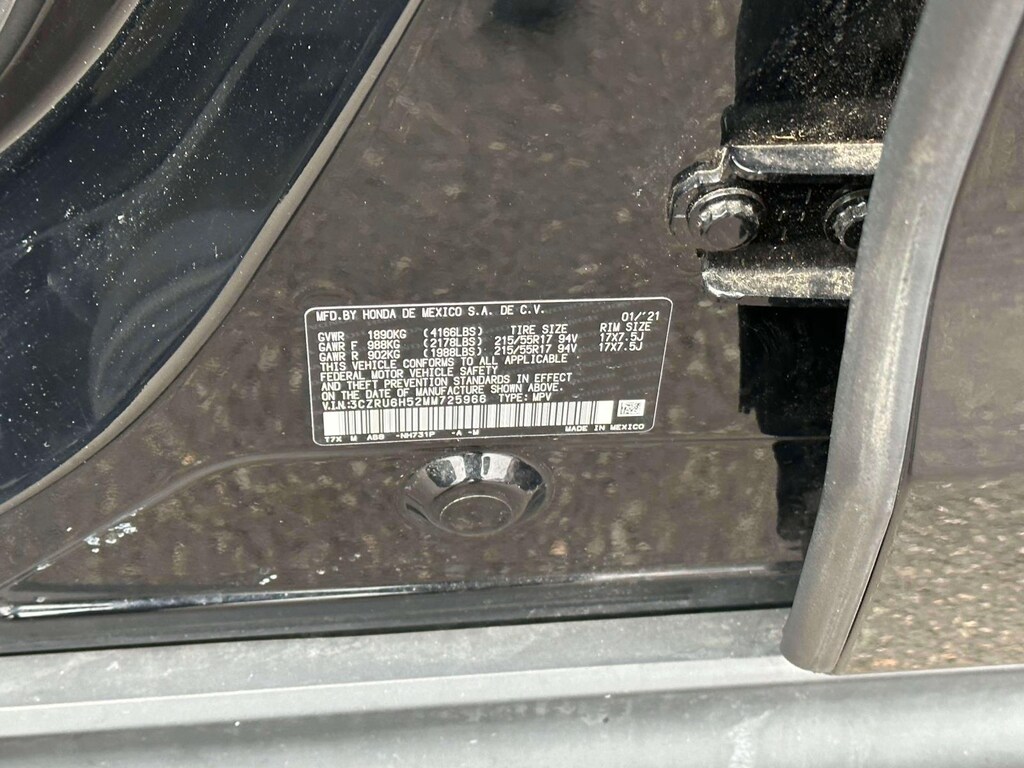 MFD.BY HONDA DE MEXICO S.A. DE C.V. 01/'21
GVWR 1890KG (4166LBS) TIRE SIZE RIM SIZE
GAWR F 988KG (2178LBS) 215/55R17 94V 17X7.5J
GAWR R 902KG (1988LBS) 215/55R17 94V 17X7.5J
THIS VEHICLE CONFORMS TO ALL APPLICABLE
FEDERAL MOTOR VEHICLE SAFETY
AND THEFT PREVENTION STANDARDS IN EFFECT
ON THE DATE OF MANUFACTURE SHOWN ABOVE.
V.I.N:3CZRU6H52MM725966 TYPE: MPV
T7X M A88 -NH731P -A -M MADE IN MEXICO